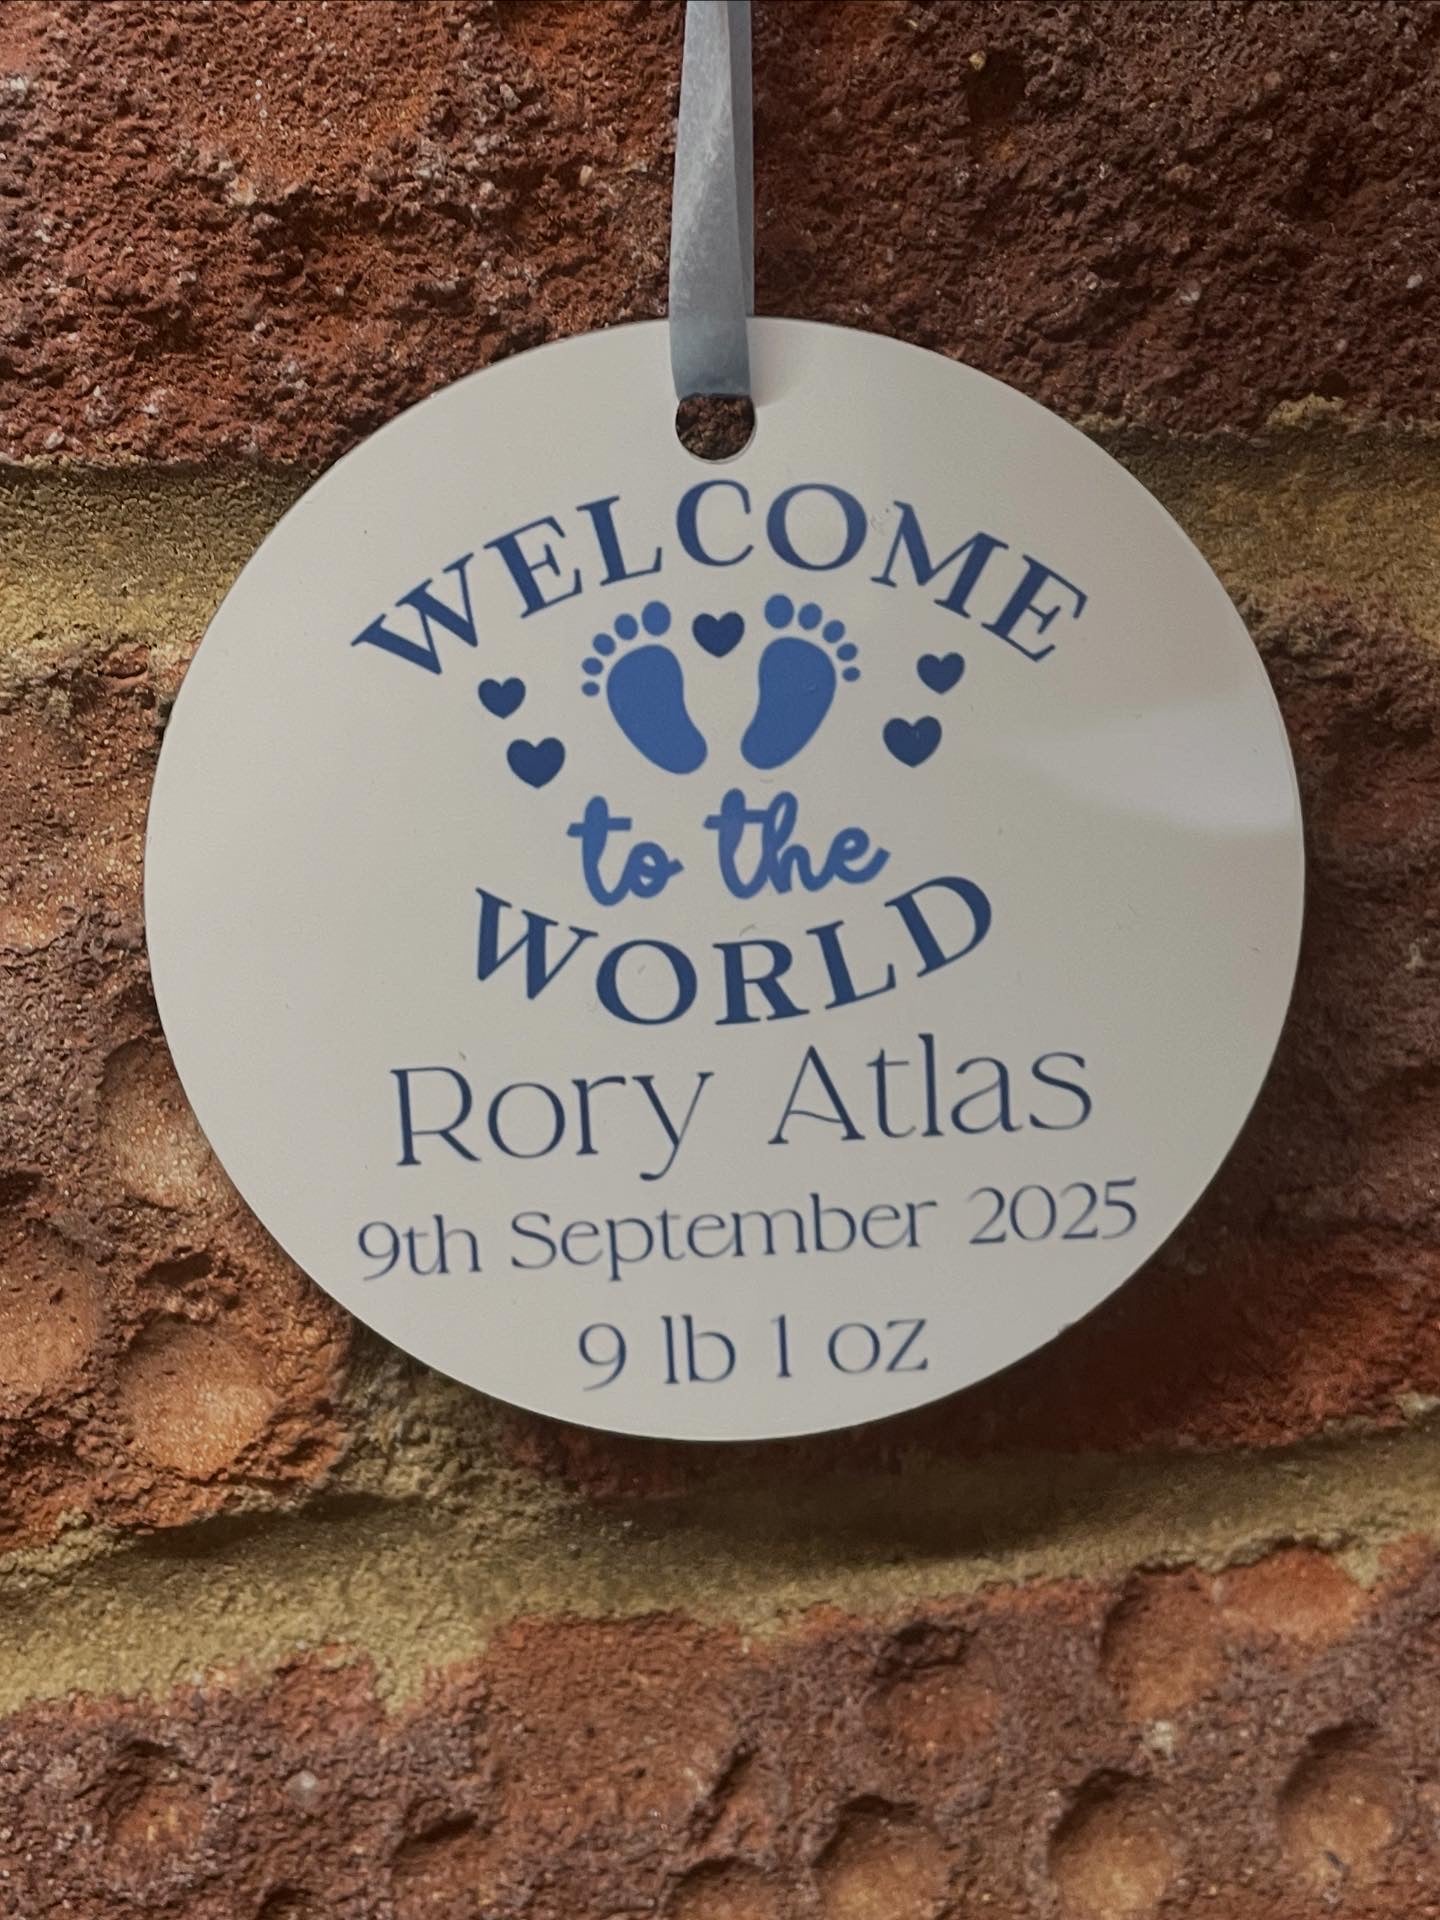 WELCOME
to the
WORLD
Rory Atlas
9th September 2025
9 lb 1 oz